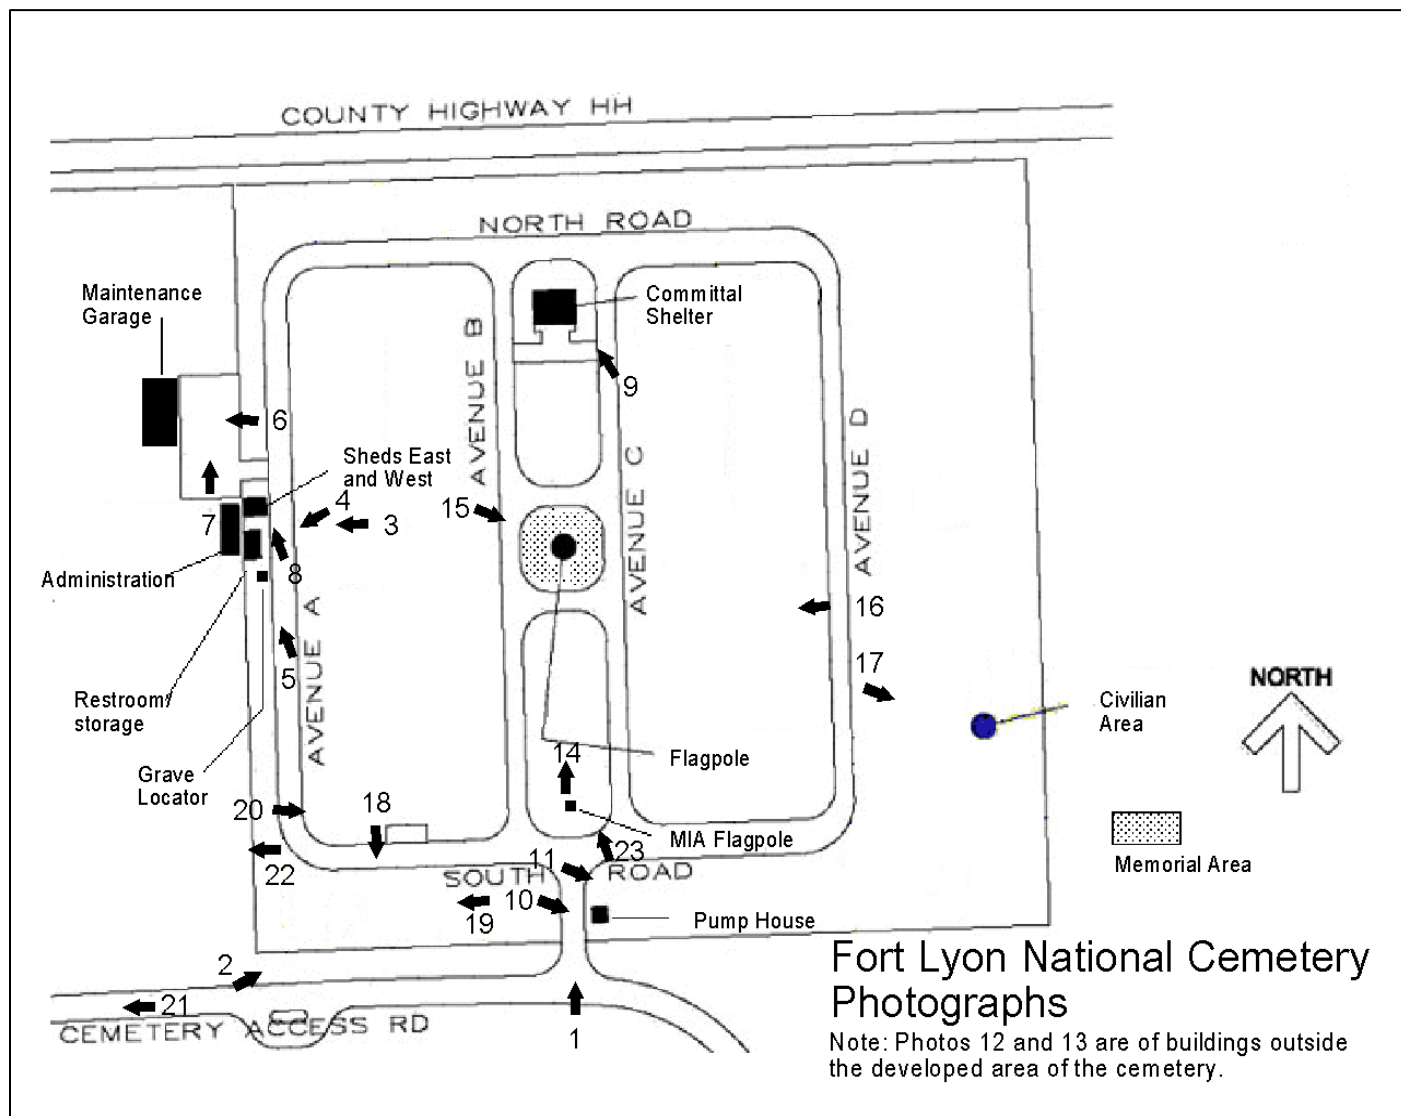 COUNTY HIGHWAY HH
NORTH ROAD
Maintenance
Garage
Committal
Shelter
AVENUE B
9
6
AVENUE C
AVENUE D
Sheds East
and West
4
3
15
7
8
Administration
AVENUE A
16
17
5
NORTH
Restroom/
storage
Civilian
Area
14
Flagpole
Grave
Locator
20
18
MIA Flagpole
11
23
22
SOUTH ROAD
Memorial Area
10
19
Pump House
2
21
CEMETERY ACCESS RD
1
Fort Lyon National Cemetery
Photographs
Note: Photos 12 and 13 are of buildings outside
the developed area of the cemetery.